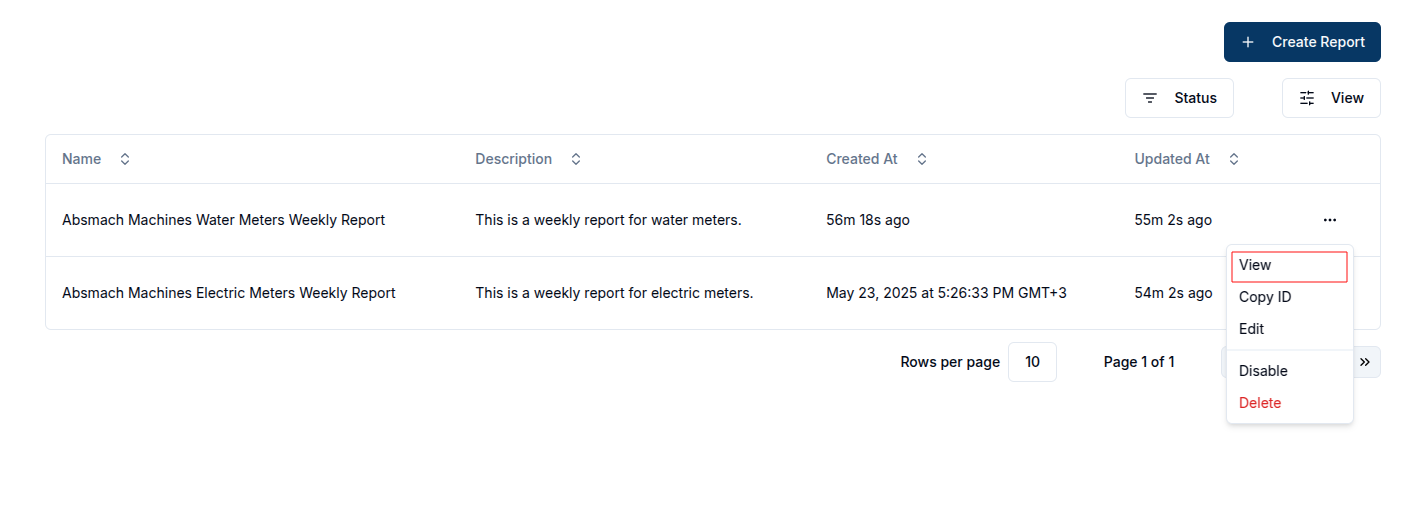 Create Report
Status View
Name Description Created At Updated At
Absmach Machines Water Meters Weekly Report This is a weekly report for water meters. 56m 18s ago 55m 2s ago ...
View
Absmach Machines Electric Meters Weekly Report This is a weekly report for electric meters. May 23, 2025 at 5:26:33 PM GMT+3 54m 2s ago
Copy ID
Edit
Rows per page 10 Page 1 of 1
Disable
Delete